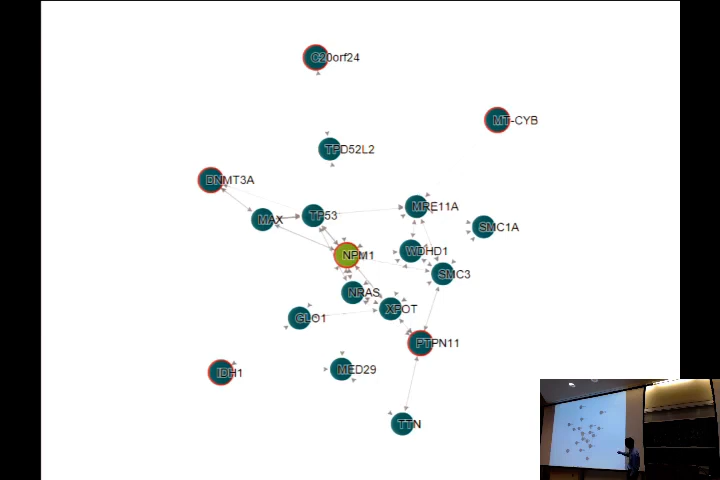 C20orf24
MT-CYB
TPD52L2
DNMT3A
MAX
TP53
MRE11A
SMC1A
NPM1
WDHD1
SMC3
NRAS
XPOT
GLO1
PTPN11
IDH1
MED29
TTN